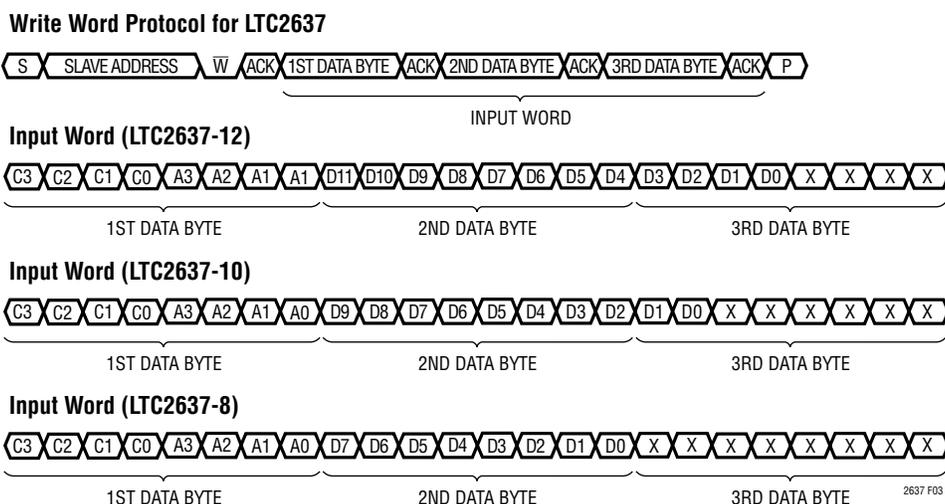 Write Word Protocol for LTC2637
S SLAVE ADDRESS W̅ ACK 1ST DATA BYTE ACK 2ND DATA BYTE ACK 3RD DATA BYTE ACK P
INPUT WORD
Input Word (LTC2637-12)
C3 C2 C1 C0 A3 A2 A1 A1 D11 D10 D9 D8 D7 D6 D5 D4 D3 D2 D1 D0 X X X X
1ST DATA BYTE 2ND DATA BYTE 3RD DATA BYTE
Input Word (LTC2637-10)
C3 C2 C1 C0 A3 A2 A1 A0 D9 D8 D7 D6 D5 D4 D3 D2 D1 D0 X X X X X X
1ST DATA BYTE 2ND DATA BYTE 3RD DATA BYTE
Input Word (LTC2637-8)
C3 C2 C1 C0 A3 A2 A1 A0 D7 D6 D5 D4 D3 D2 D1 D0 X X X X X X X X
1ST DATA BYTE 2ND DATA BYTE 3RD DATA BYTE
2637 F03